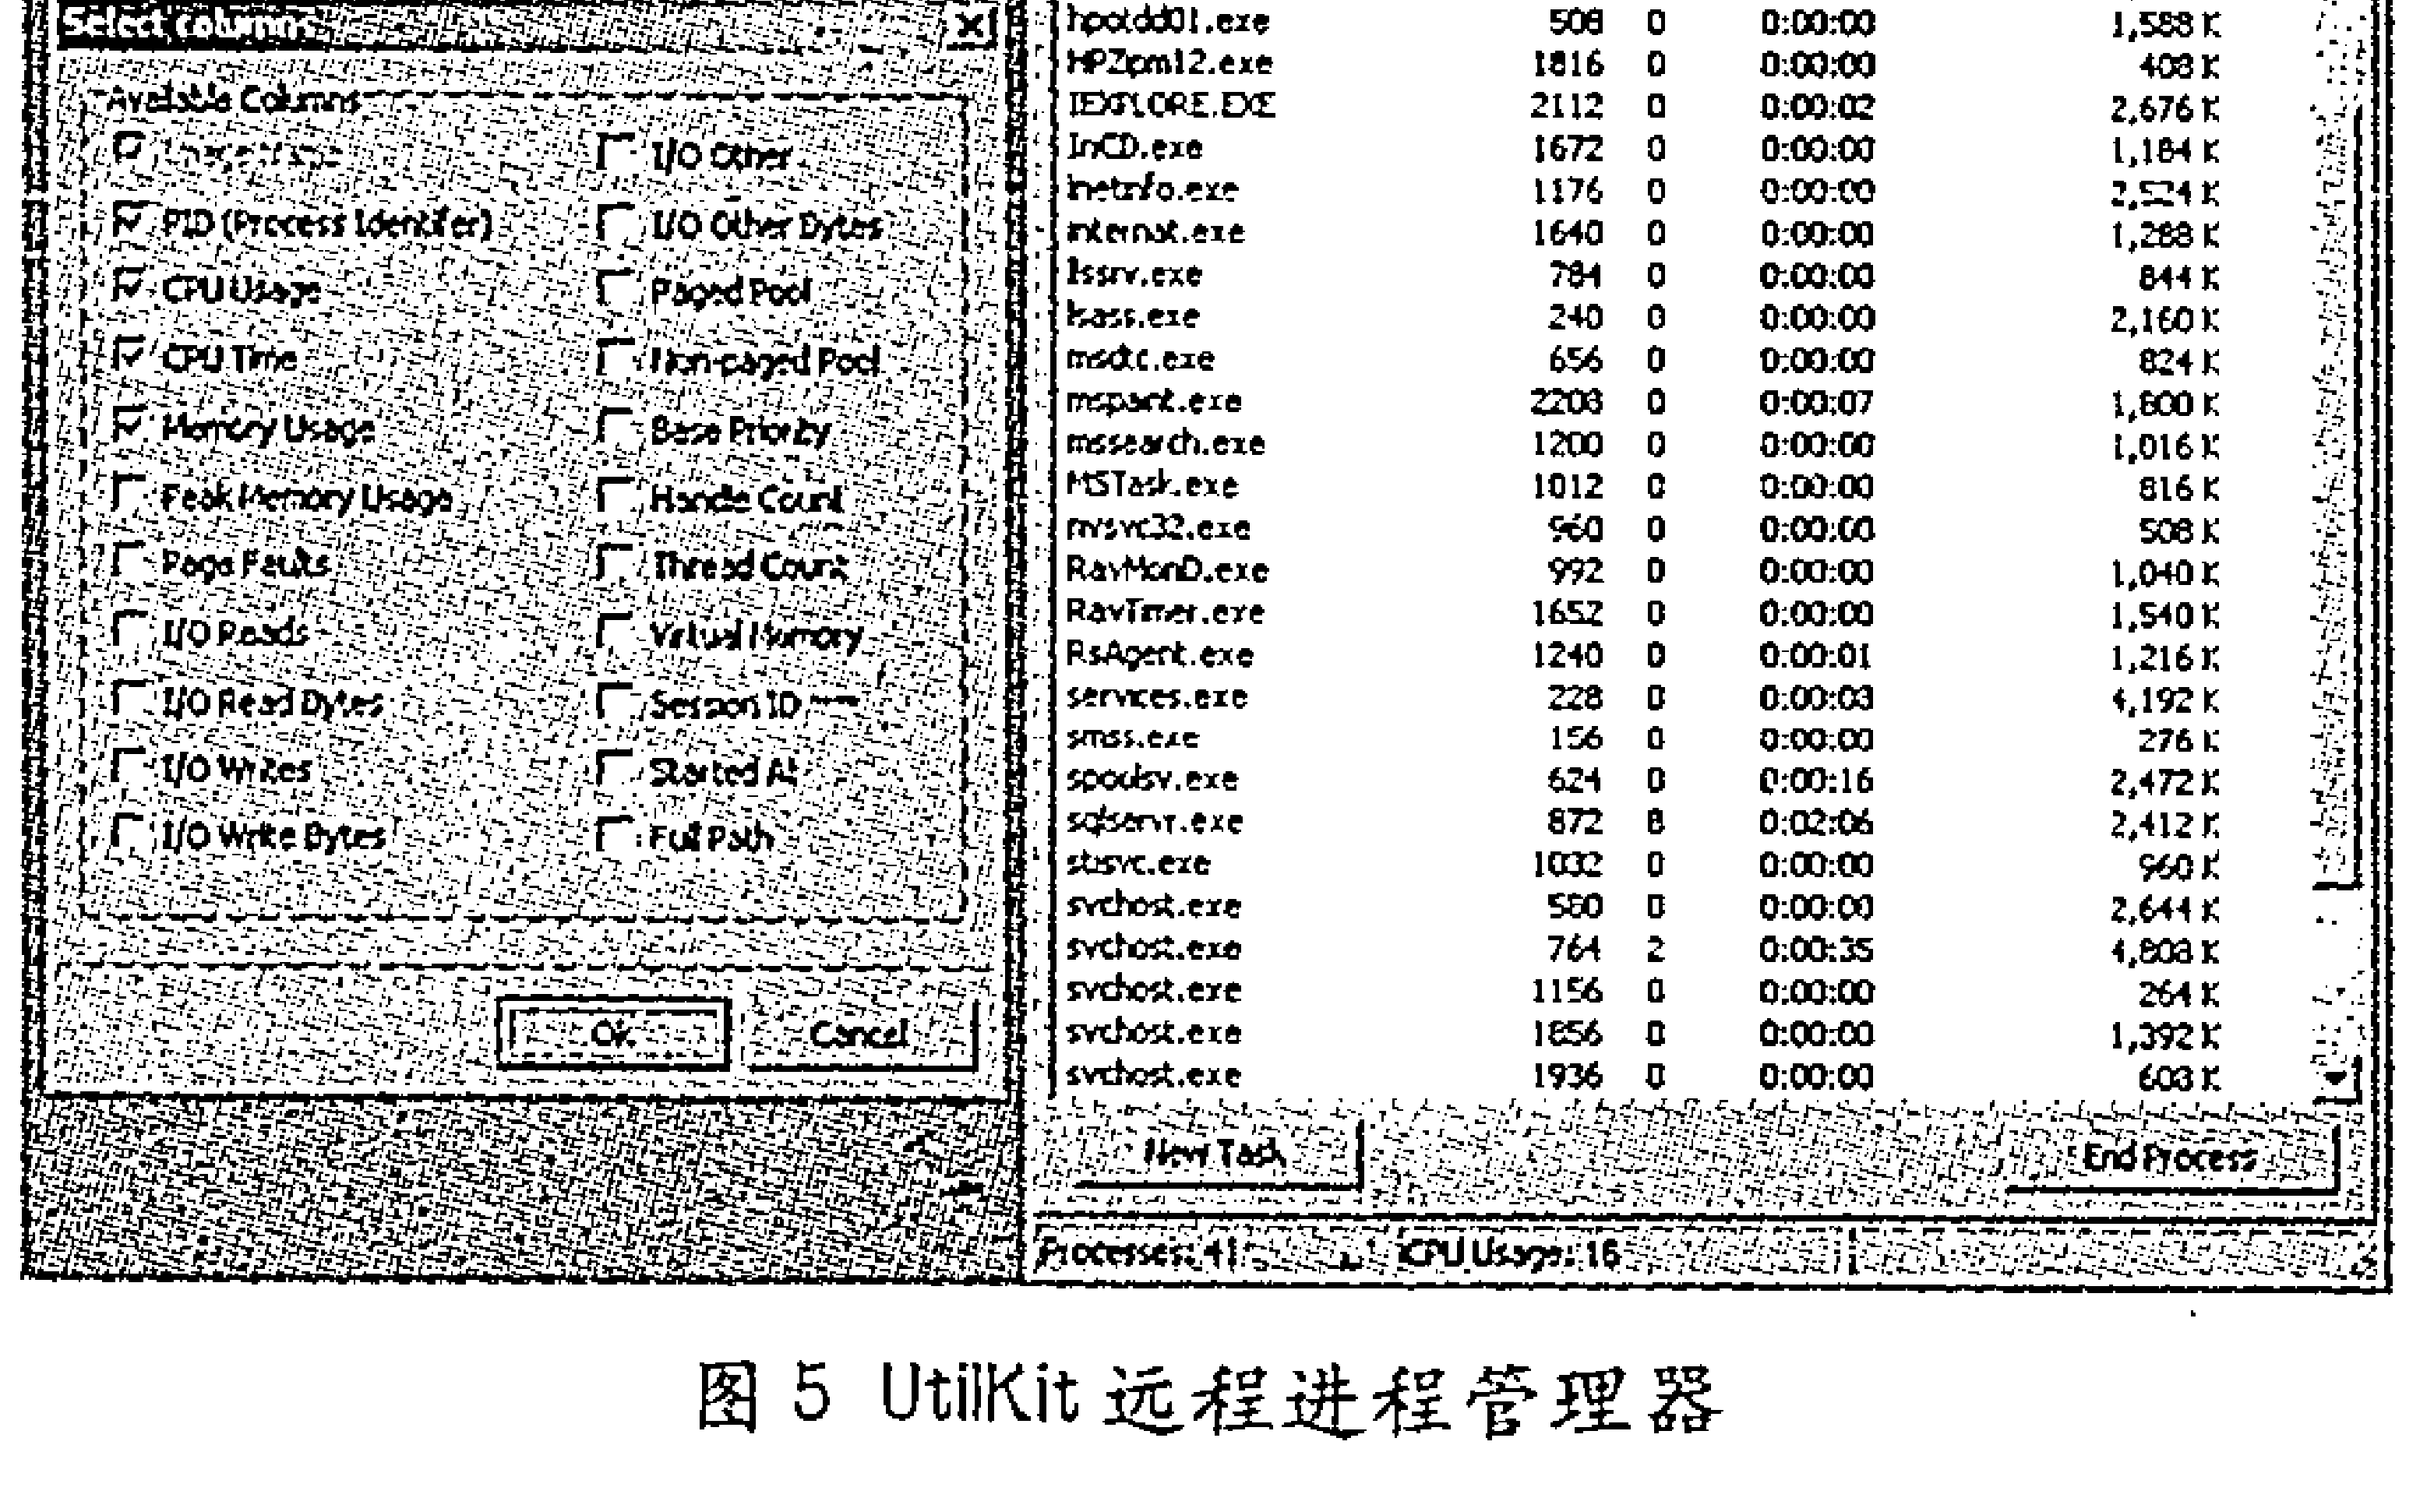 Select columns
Available Columns
PID (Process Identifer)
CPU Usage
CPU Time
Memory Usage
Peak Memory Usage
Page Faults
I/O Reads
I/O Read Bytes
I/O Writes
I/O Write Bytes
I/O Other
I/O Other Bytes
Paged Pool
Non-paged Pool
Base Priority
Handle Count
Thread Count
Virtual Memory
Session ID
Started At
Full Path
Ok
Cancel
508 0 0:00:00 1,588 K
HPZipm12.exe 1816 0 0:00:00 408 K
IEXPLORE.EXE 2112 0 0:00:02 2,676 K
InCD.exe 1672 0 0:00:00 1,184 K
inetinfo.exe 1176 0 0:00:00 2,524 K
internat.exe 1640 0 0:00:00 1,288 K
llssrv.exe 784 0 0:00:00 844 K
lsass.exe 240 0 0:00:00 2,160 K
msdtc.exe 656 0 0:00:00 824 K
mspaint.exe 2208 0 0:00:07 1,800 K
mssearch.exe 1200 0 0:00:00 1,016 K
MSTask.exe 1012 0 0:00:00 816 K
nvsvc32.exe 960 0 0:00:00 508 K
RavMonD.exe 992 0 0:00:00 1,040 K
RavTimer.exe 1652 0 0:00:00 1,540 K
RsAgent.exe 1240 0 0:00:01 1,216 K
services.exe 228 0 0:00:03 4,192 K
smss.exe 156 0 0:00:00 276 K
spoolsv.exe 624 0 0:00:16 2,472 K
sqlservr.exe 872 8 0:02:06 2,412 K
stisvc.exe 1032 0 0:00:00 960 K
svchost.exe 580 0 0:00:00 2,644 K
svchost.exe 764 2 0:00:35 4,808 K
svchost.exe 1156 0 0:00:00 264 K
svchost.exe 1856 0 0:00:00 1,392 K
svchost.exe 1936 0 0:00:00 608 K
New Task
End Process
Processes: 41
CPU Usage: 16
图 5 UtilKit 远程进程管理器